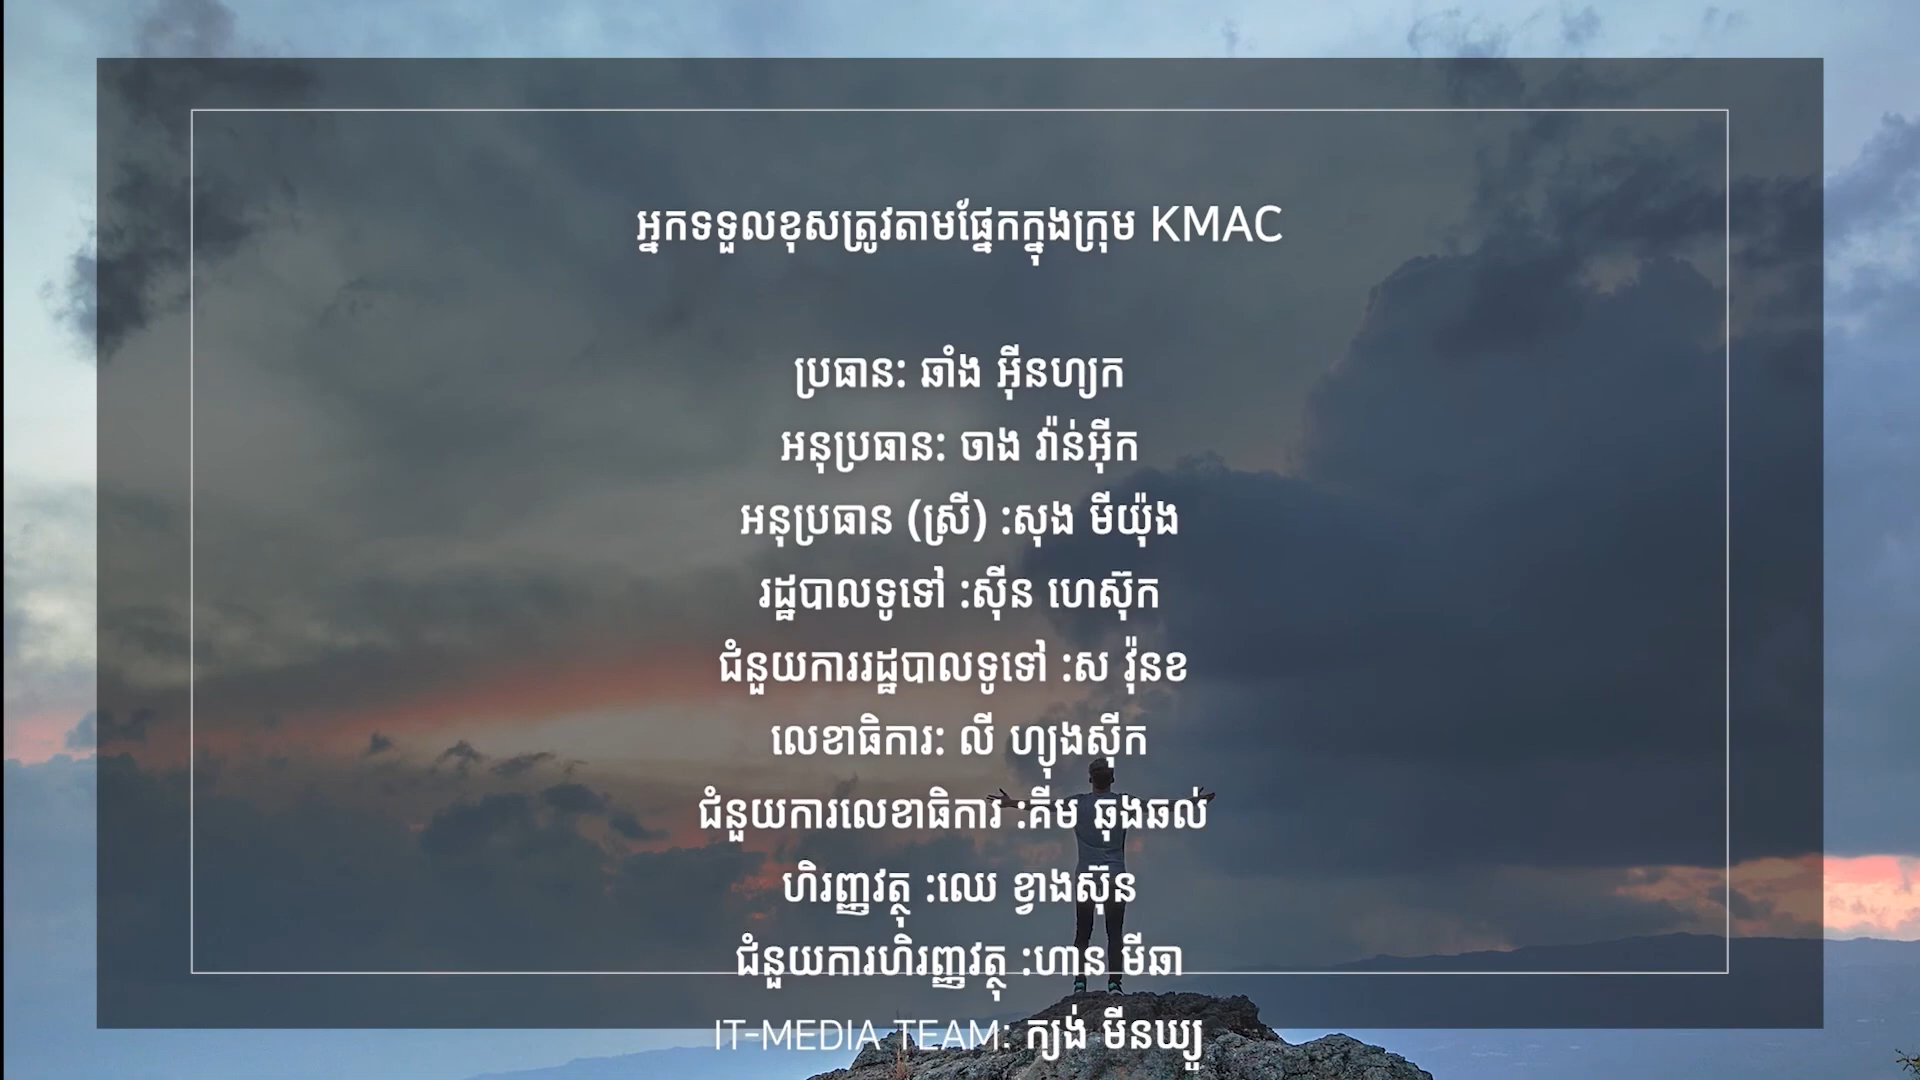 អ្នកទទួលខុសត្រូវតាមផ្នែកក្នុងក្រុម KMAC
ប្រធាន: ឆាំង អ៊ីនហ្យក
អនុប្រធាន: ចាង វ៉ាន់អ៊ីក
អនុប្រធាន (ស្រី) :សុង មីយ៉ុង
រដ្ឋបាលទូទៅ :ស៊ីន ហេស៊ុក
ជំនួយការរដ្ឋបាលទូទៅ :ស វ៉ុនខ
លេខាធិការ: លី ហ្យុងស៊ីក
ជំនួយការលេខាធិការ :គីម ឆុងឆល់
ហិរញ្ញវត្ថុ :ឈេ ខ្វាងស៊ុន
ជំនួយការហិរញ្ញវត្ថុ :ហាន មីឆា
IT-MEDIA TEAM: ក្យង់ មីនឃ្យូ